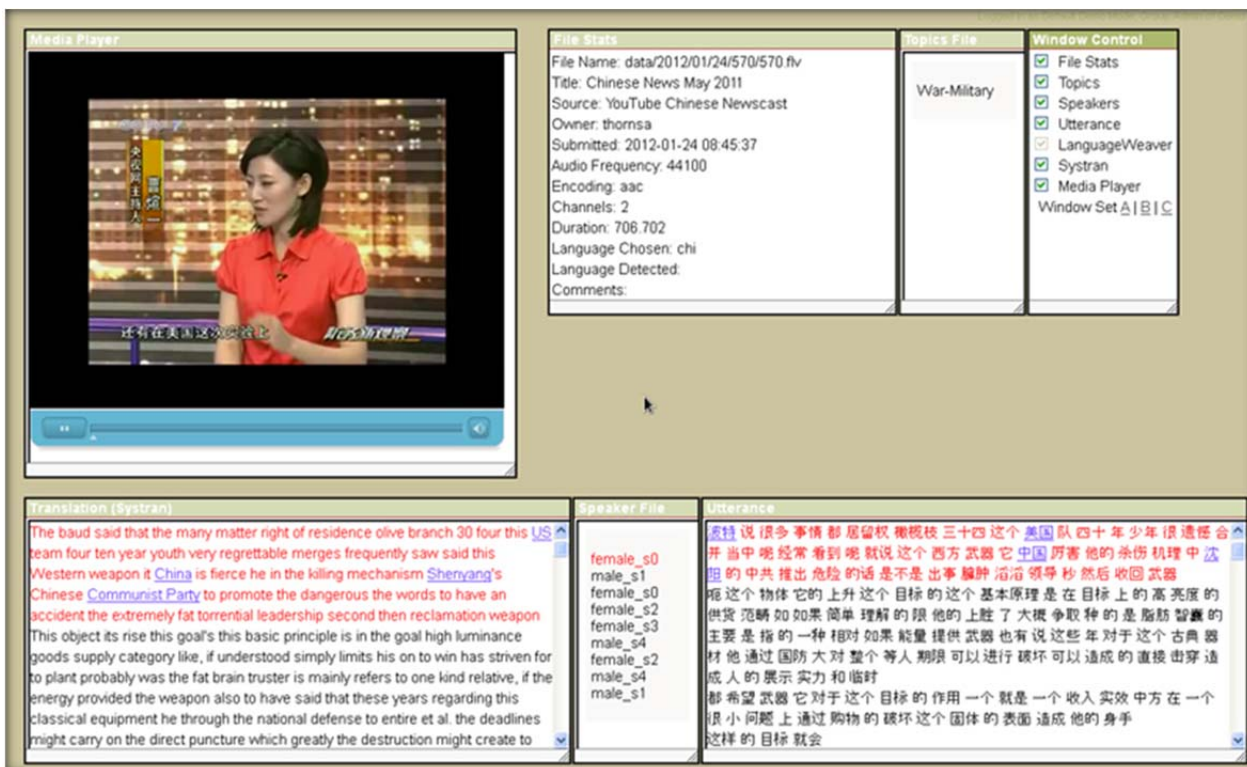 Media Player
央视网主持人
曹煊一
还有在美国这次实验上
File Stats
File Name: data/2012/01/24/570/570.flv
Title: Chinese News May 2011
Source: YouTube Chinese Newscast
Owner: thornsa
Submitted: 2012-01-24 08:45:37
Audio Frequency: 44100
Encoding: aac
Channels: 2
Duration: 706.702
Language Chosen: chi
Language Detected:
Comments:
Topics File
War-Military
Window Control
File Stats
Topics
Speakers
Utterance
LanguageWeaver
Systran
Media Player
Window Set A | B | C
Translation (Systran)
The baud said that the many matter right of residence olive branch 30 four this US
team four ten year youth very regrettable merges frequently saw said this
Western weapon it China is fierce he in the killing mechanism Shenyang's
Chinese Communist Party to promote the dangerous the words to have an
accident the extremely fat torrential leadership second then reclamation weapon
This object its rise this goal's this basic principle is in the goal high luminance
goods supply category like, if understood simply limits his on to win has striven for
to plant probably was the fat brain truster is mainly refers to one kind relative, if the
energy provided the weapon also to have said that these years regarding this
classical equipment he through the national defense to entire et al. the deadlines
might carry on the direct puncture which greatly the destruction might create to
Speaker File
female_s0
male_s1
female_s0
female_s2
female_s3
male_s4
female_s2
male_s4
male_s1
Utterance
波特 说 很多 事情 都 居留权 橄榄枝 三十四 这个 美国 队 四十 年 少年 很 遗憾 合
并 当中 呢 经常 看到 呢 就说 这个 西方 武器 它 中国 厉害 他的 杀伤 机理 中 沈
阳 的 中共 推出 危险 的话 是不是 出事 臃肿 滔滔 领导 秒 然后 收回 武器
呃 这个 物体 它的 上升 这个 目标 的 这个 基本原理 是 在 目标 上 的 高 亮度 的
供货 范畴 如 如果 简单 理解 的 限 他的 上 胜 了 大概 争取 种 的 是 脂肪 智囊 的
主要 是 指 的 一种 相对 如果 能量 提供 武器 也 有 说 这些 年 对于 这个 古典 器
材 他 通过 国防 大 对 整个 等人 期限 可以 进行 破坏 可以 造成 的 直接 击穿 造
成 人 的 展示 实力 和 临时
都 希望 武器 它 对于 这个 目标 的 作用 一个 就是 一个 收入 实效 中方 在 一个
很小 问题 上 通过 购物 的 破坏 这个 固体 的 表面 造成 他的 身手
这样 的 目标 就会